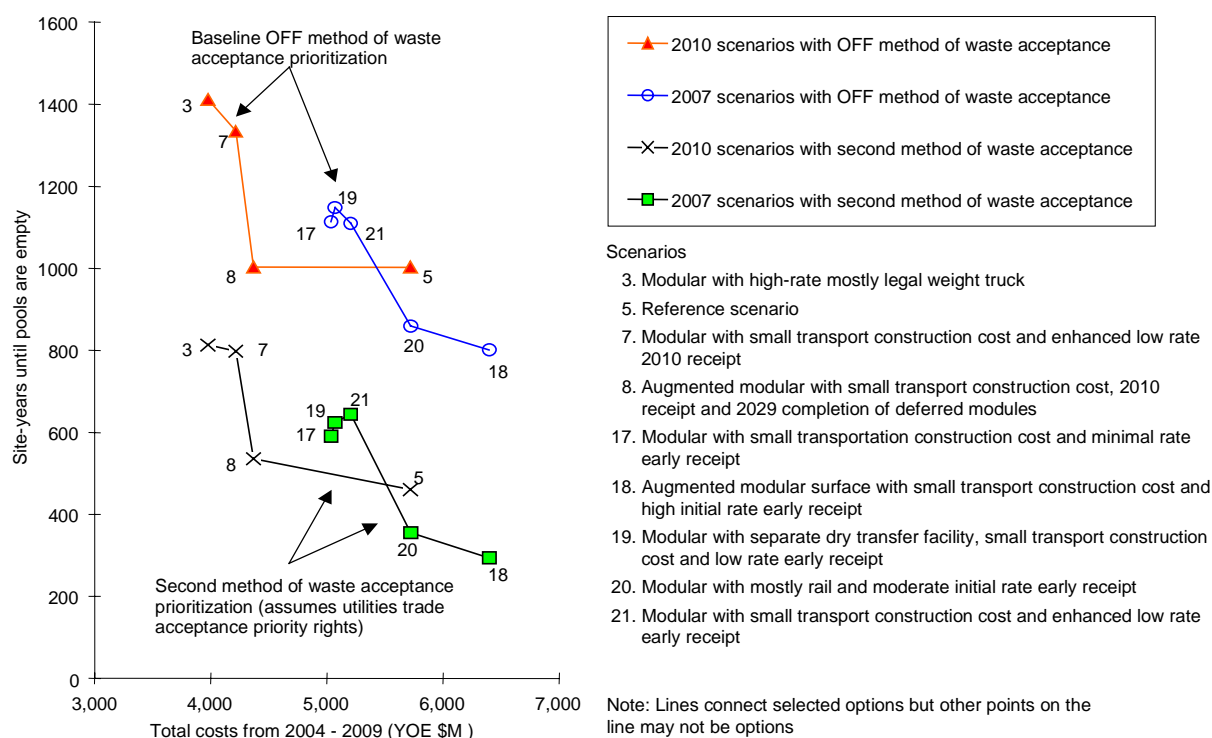 1600
1400
1200
1000
800
600
400
200
0
Site-years until pools are empty
3,000
4,000
5,000
6,000
7,000
Total costs from 2004 - 2009 (YOE $M )
Baseline OFF method of waste
acceptance prioritization
3
7
8
5
17
19
21
20
18
3
7
8
5
19
17
21
20
18
Second method of waste acceptance
prioritization (assumes utilities trade
acceptance priority rights)
2010 scenarios with OFF method of waste acceptance
2007 scenarios with OFF method of waste acceptance
2010 scenarios with second method of waste acceptance
2007 scenarios with second method of waste acceptance
Scenarios
3. Modular with high-rate mostly legal weight truck
5. Reference scenario
7. Modular with small transport construction cost and enhanced low rate
2010 receipt
8. Augmented modular with small transport construction cost, 2010
receipt and 2029 completion of deferred modules
17. Modular with small transportation construction cost and minimal rate
early receipt
18. Augmented modular surface with small transport construction cost and
high initial rate early receipt
19. Modular with separate dry transfer facility, small transport construction
cost and low rate early receipt
20. Modular with mostly rail and moderate initial rate early receipt
21. Modular with small transport construction cost and enhanced low rate
early receipt
Note: Lines connect selected options but other points on the
line may not be options